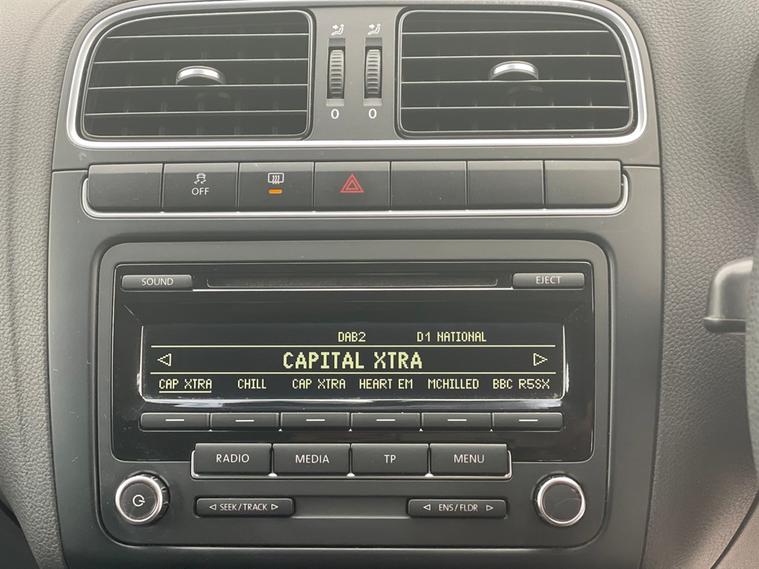 0 0
OFF
SOUND EJECT
DAB2 D1 NATIONAL
CAPITAL XTRA
CAP XTRA CHILL CAP XTRA HEART EM MCHILLED BBC R5SX
RADIO MEDIA TP MENU
SEEK/TRACK ENS/FLDR